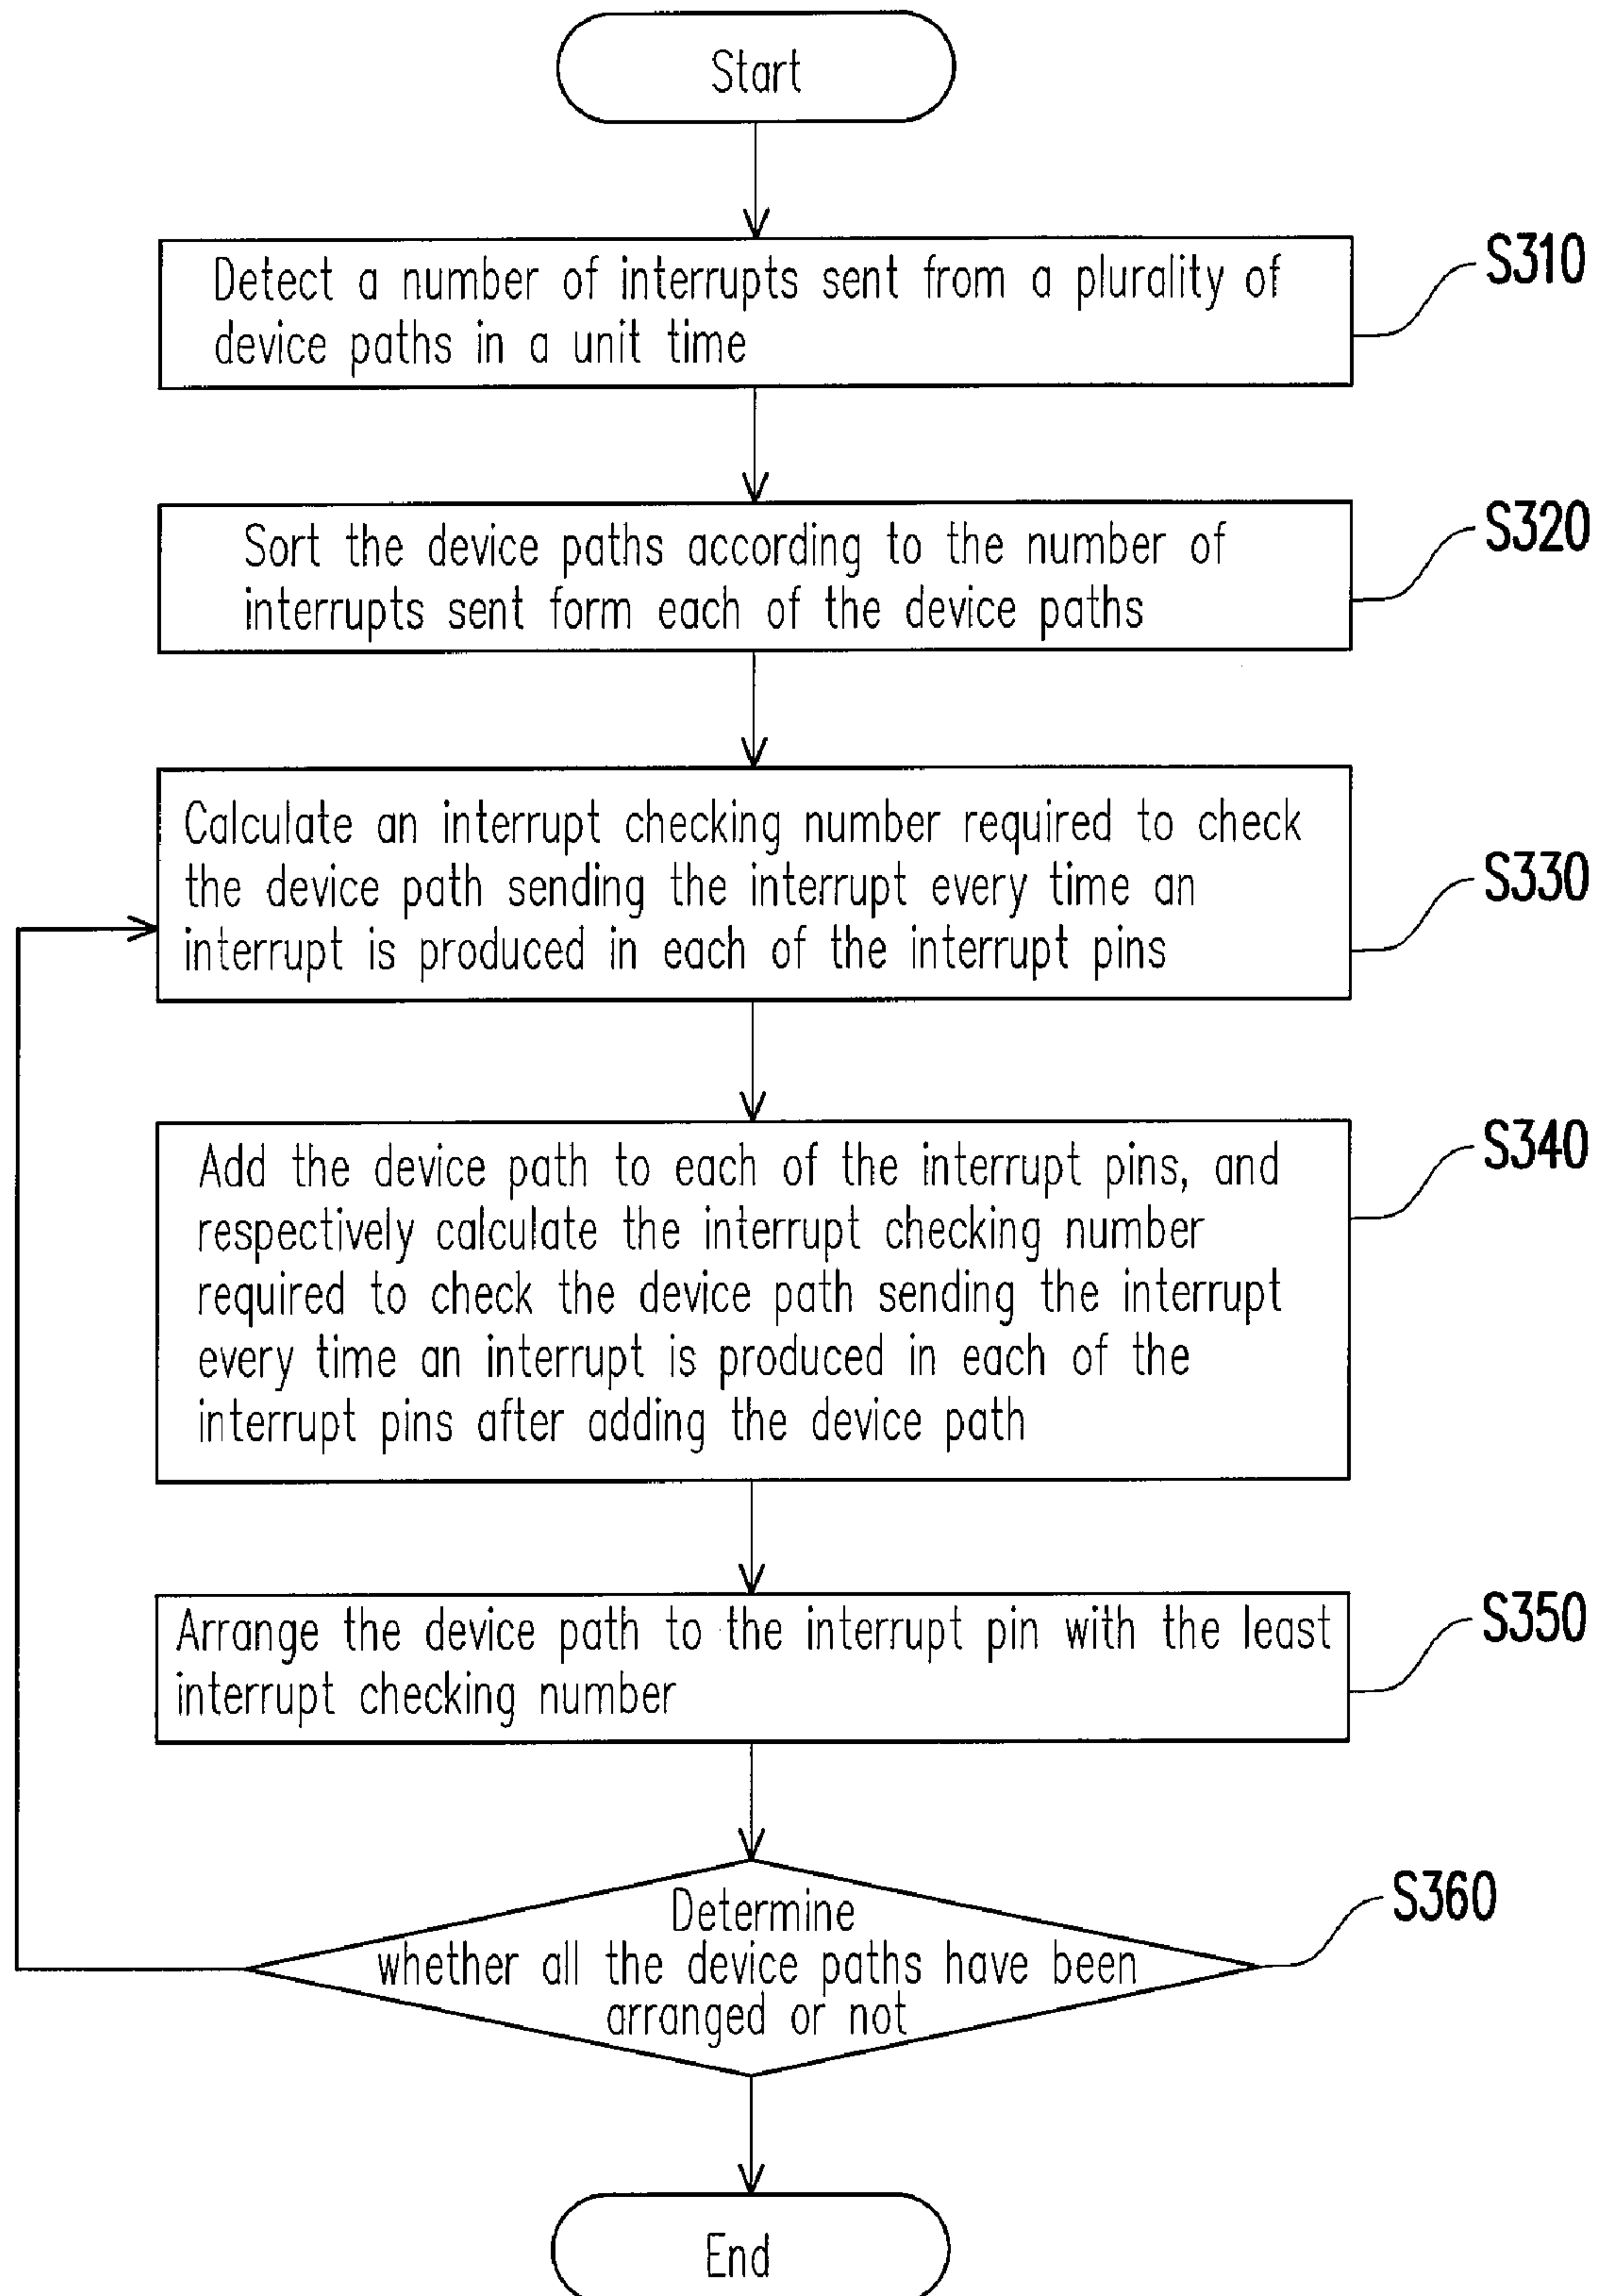 Start
Detect a number of interrupts sent from a plurality of
device paths in a unit time
S310
Sort the device paths according to the number of
interrupts sent form each of the device paths
S320
Calculate an interrupt checking number required to check
the device path sending the interrupt every time an
interrupt is produced in each of the interrupt pins
S330
Add the device path to each of the interrupt pins, and
respectively calculate the interrupt checking number
required to check the device path sending the interrupt
every time an interrupt is produced in each of the
interrupt pins after adding the device path
S340
Arrange the device path to the interrupt pin with the least
interrupt checking number
S350
Determine
whether all the device paths have been
arranged or not
S360
End